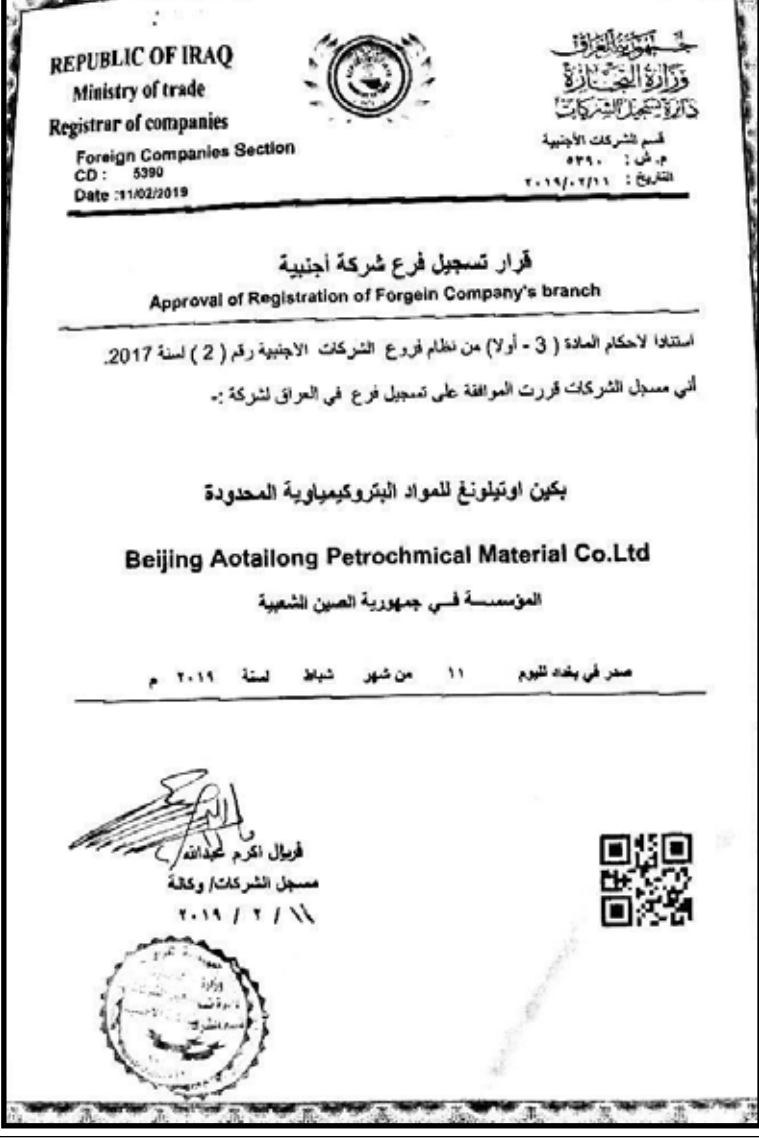 REPUBLIC OF IRAQ
Ministry of trade
Registrar of companies
Foreign Companies Section
CD : 5390
Date :11/02/2019
جمهورية العراق
وزارة التجارة
دائرة تسجيل الشركات
قسم الشركات الأجنبية
م. ش : ٥٣٩٠
التاريخ : ٢٠١٩/٠٢/١١
قرار تسجيل فرع شركة أجنبية
Approval of Registration of Forgein Company's branch
استنادا لاحكام المادة ( 3 - أولا) من نظام فروع الشركات الاجنبية رقم ( 2 ) لسنة 2017.
أني مسجل الشركات قررت الموافقة على تسجيل فرع في العراق لشركة :-
بكين اوتيلونغ للمواد البتروكيمياوية المحدودة
Beijing Aotailong Petrochmical Material Co.Ltd
المؤسســـة فـــي جمهورية الصين الشعبية
صدر في بغداد لليوم ١١ من شهر شباط لسنة ٢٠١٩ م
فريال اكرم عبدالله
مسجل الشركات/ وكالة
١١ / ٢ / ٢٠١٩
وزارة